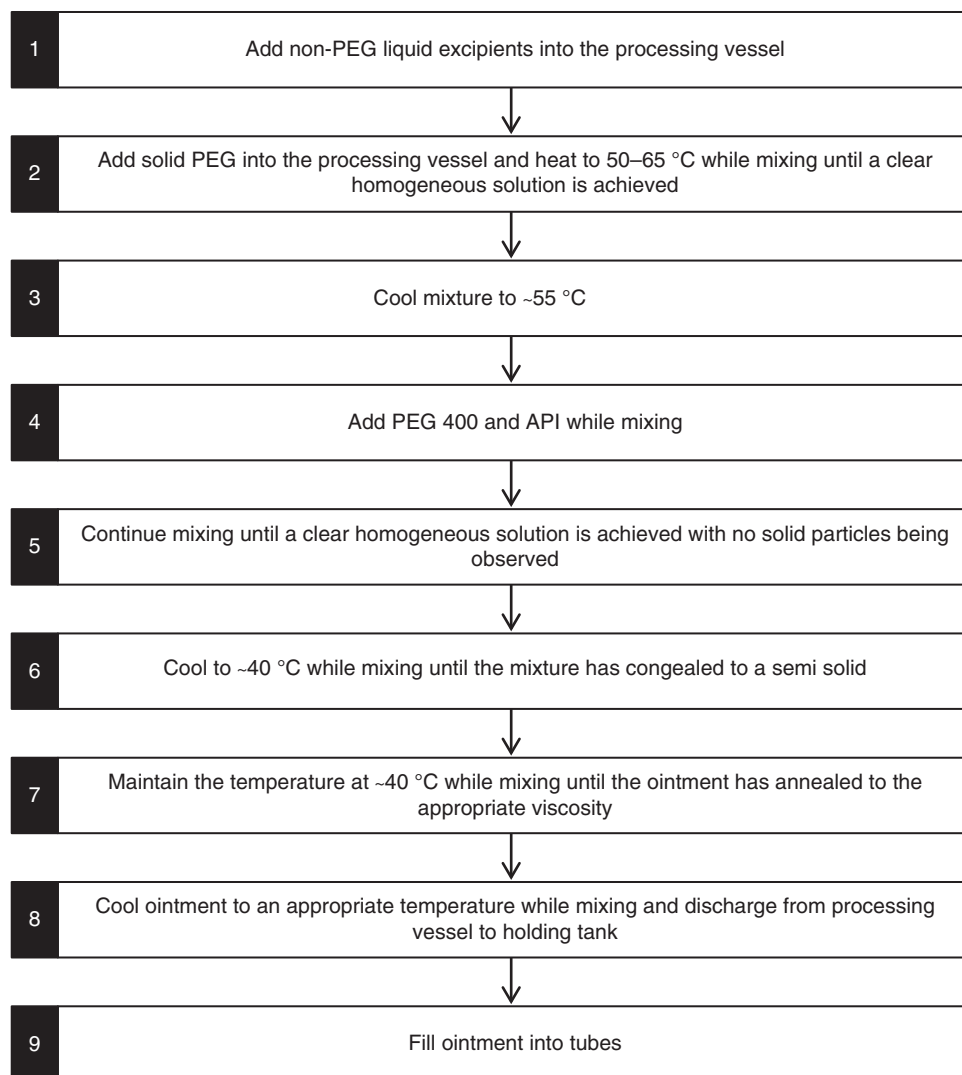 1
Add non-PEG liquid excipients into the processing vessel
2
Add solid PEG into the processing vessel and heat to 50–65 °C while mixing until a clear
homogeneous solution is achieved
3
Cool mixture to ~55 °C
4
Add PEG 400 and API while mixing
5
Continue mixing until a clear homogeneous solution is achieved with no solid particles being
observed
6
Cool to ~40 °C while mixing until the mixture has congealed to a semi solid
7
Maintain the temperature at ~40 °C while mixing until the ointment has annealed to the
appropriate viscosity
8
Cool ointment to an appropriate temperature while mixing and discharge from processing
vessel to holding tank
9
Fill ointment into tubes